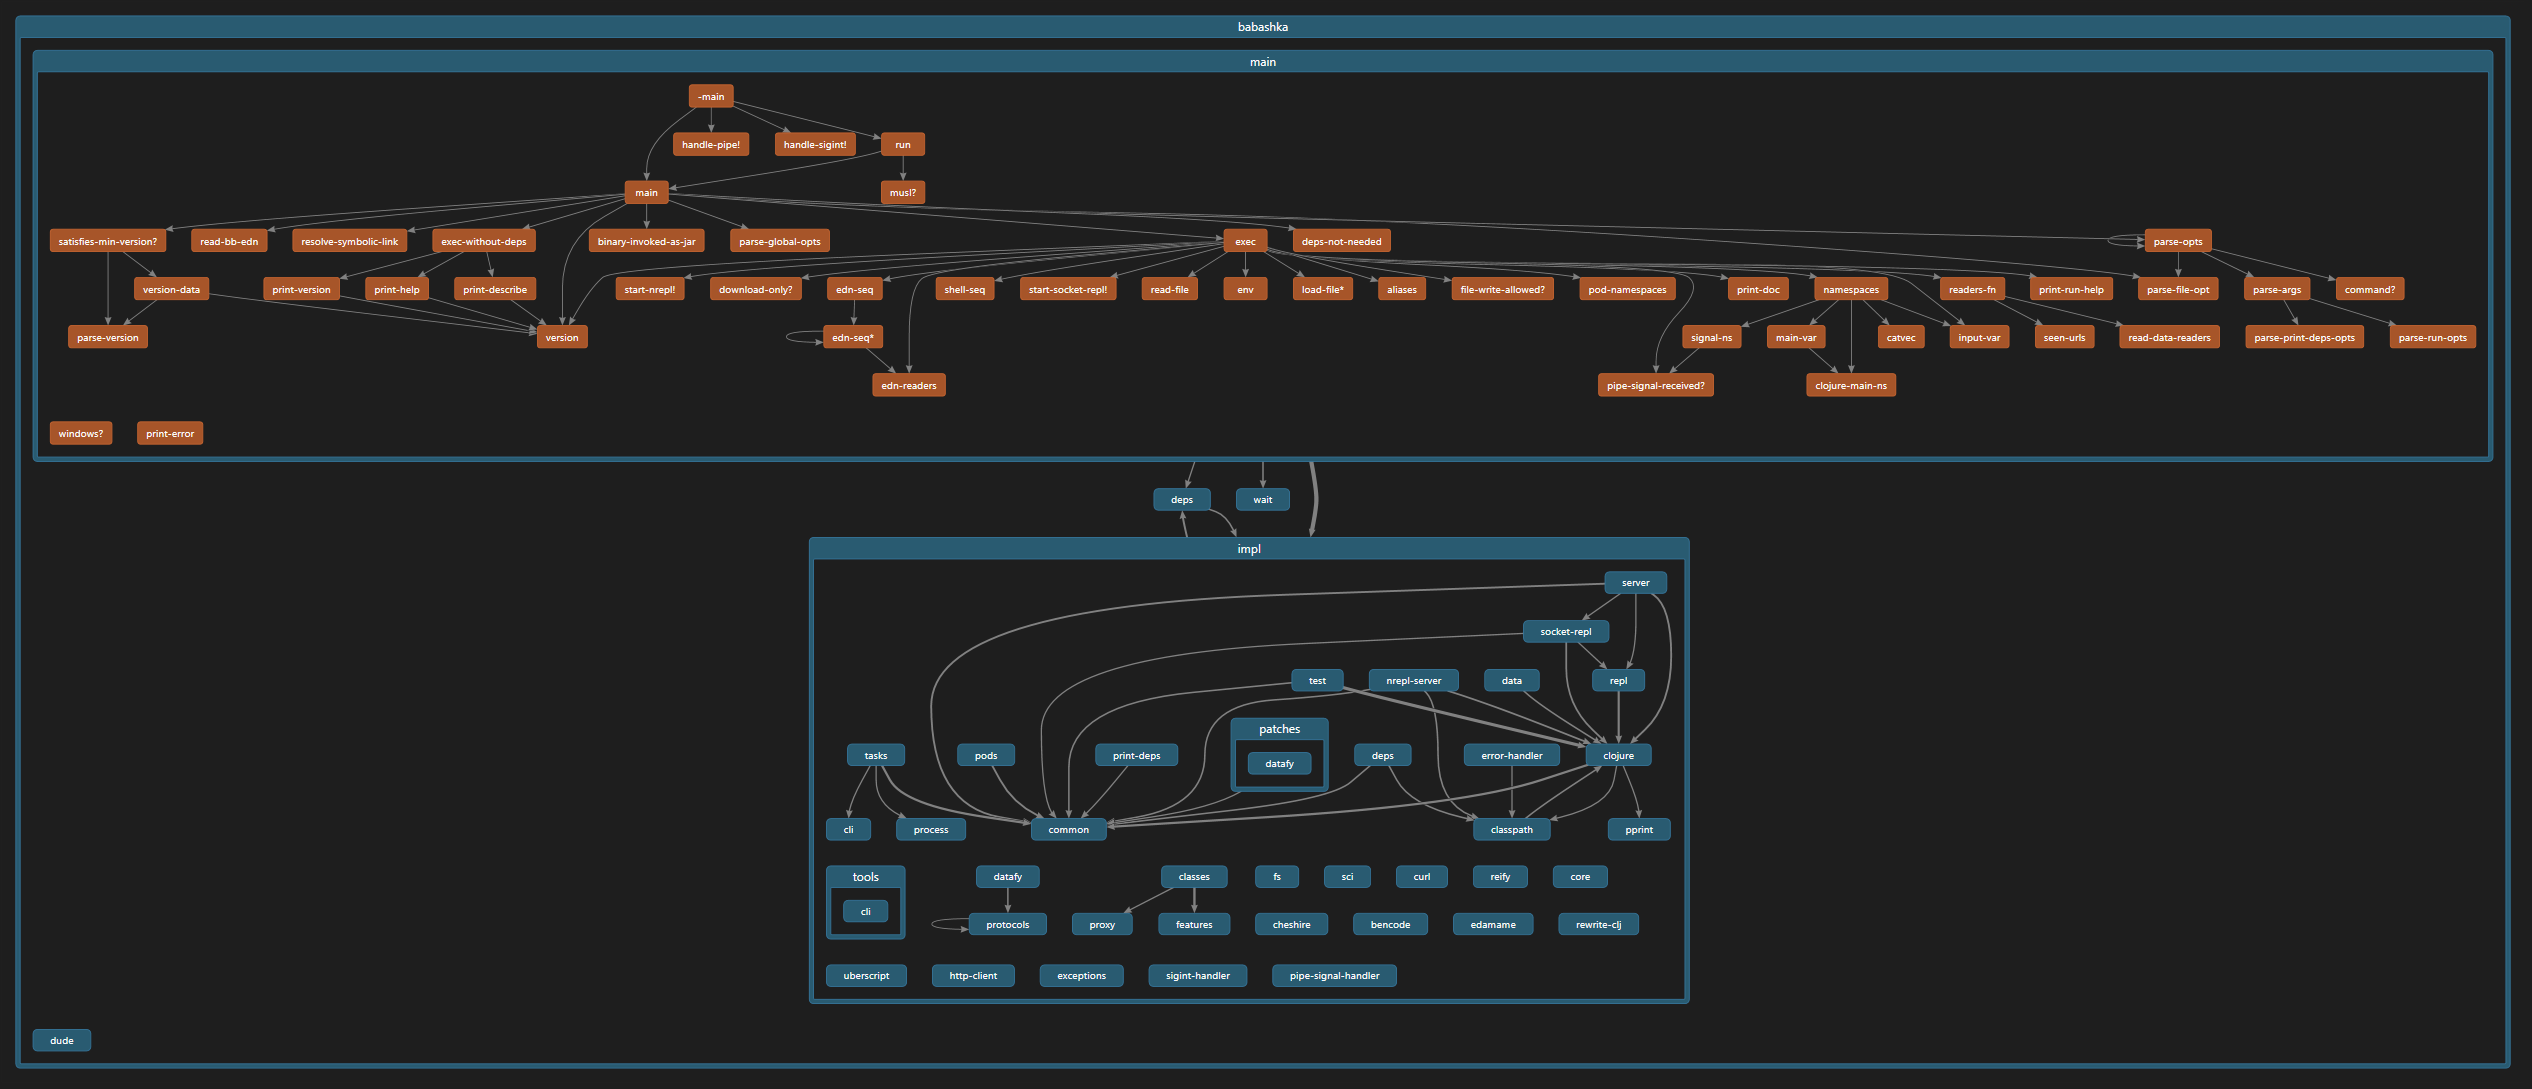 babashka
main
-main
handle-pipe!
handle-sigint!
run
main
musl?
satisfies-min-version?
read-bb-edn
resolve-symbolic-link
exec-without-deps
binary-invoked-as-jar
parse-global-opts
exec
deps-not-needed
parse-opts
version-data
print-version
print-help
print-describe
start-nrepl!
download-only?
edn-seq
shell-seq
start-socket-repl!
read-file
env
load-file*
aliases
file-write-allowed?
pod-namespaces
print-doc
namespaces
readers-fn
print-run-help
parse-file-opt
parse-args
command?
parse-version
version
edn-seq*
signal-ns
main-var
catvec
input-var
seen-urls
read-data-readers
parse-print-deps-opts
parse-run-opts
edn-readers
pipe-signal-received?
clojure-main-ns
windows?
print-error
deps
wait
impl
server
socket-repl
test
nrepl-server
data
repl
patches
tasks
pods
print-deps
datafy
deps
error-handler
clojure
cli
process
common
classpath
pprint
tools
datafy
classes
fs
sci
curl
reify
core
cli
protocols
proxy
features
cheshire
bencode
edamame
rewrite-clj
uberscript
http-client
exceptions
sigint-handler
pipe-signal-handler
dude